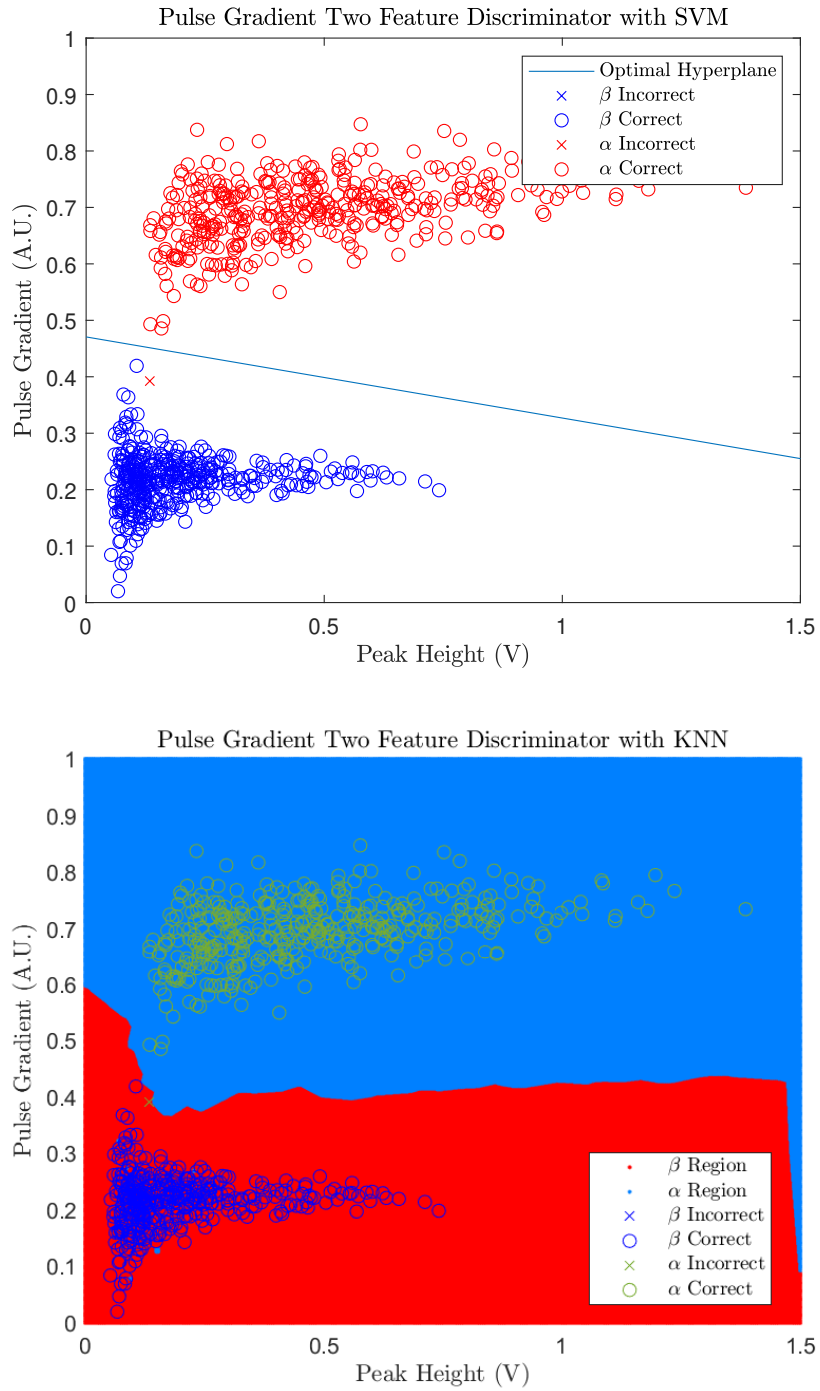 Pulse Gradient Two Feature Discriminator with SVM
1
0.9
0.8
0.7
0.6
0.5
0.4
0.3
0.2
0.1
0
Pulse Gradient (A.U.)
Optimal Hyperplane
β Incorrect
β Correct
α Incorrect
α Correct
0 0.5 1 1.5
Peak Height (V)
Pulse Gradient Two Feature Discriminator with KNN
1
0.9
0.8
0.7
0.6
0.5
0.4
0.3
0.2
0.1
0
Pulse Gradient (A.U.)
β Region
α Region
β Incorrect
β Correct
α Incorrect
α Correct
0 0.5 1 1.5
Peak Height (V)